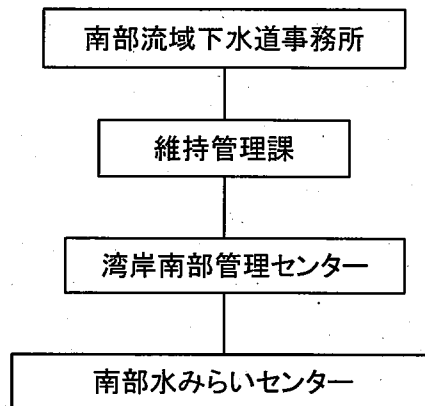 南部流域下水道事務所
維持管理課
湾岸南部管理センター
南部水みらいセンター